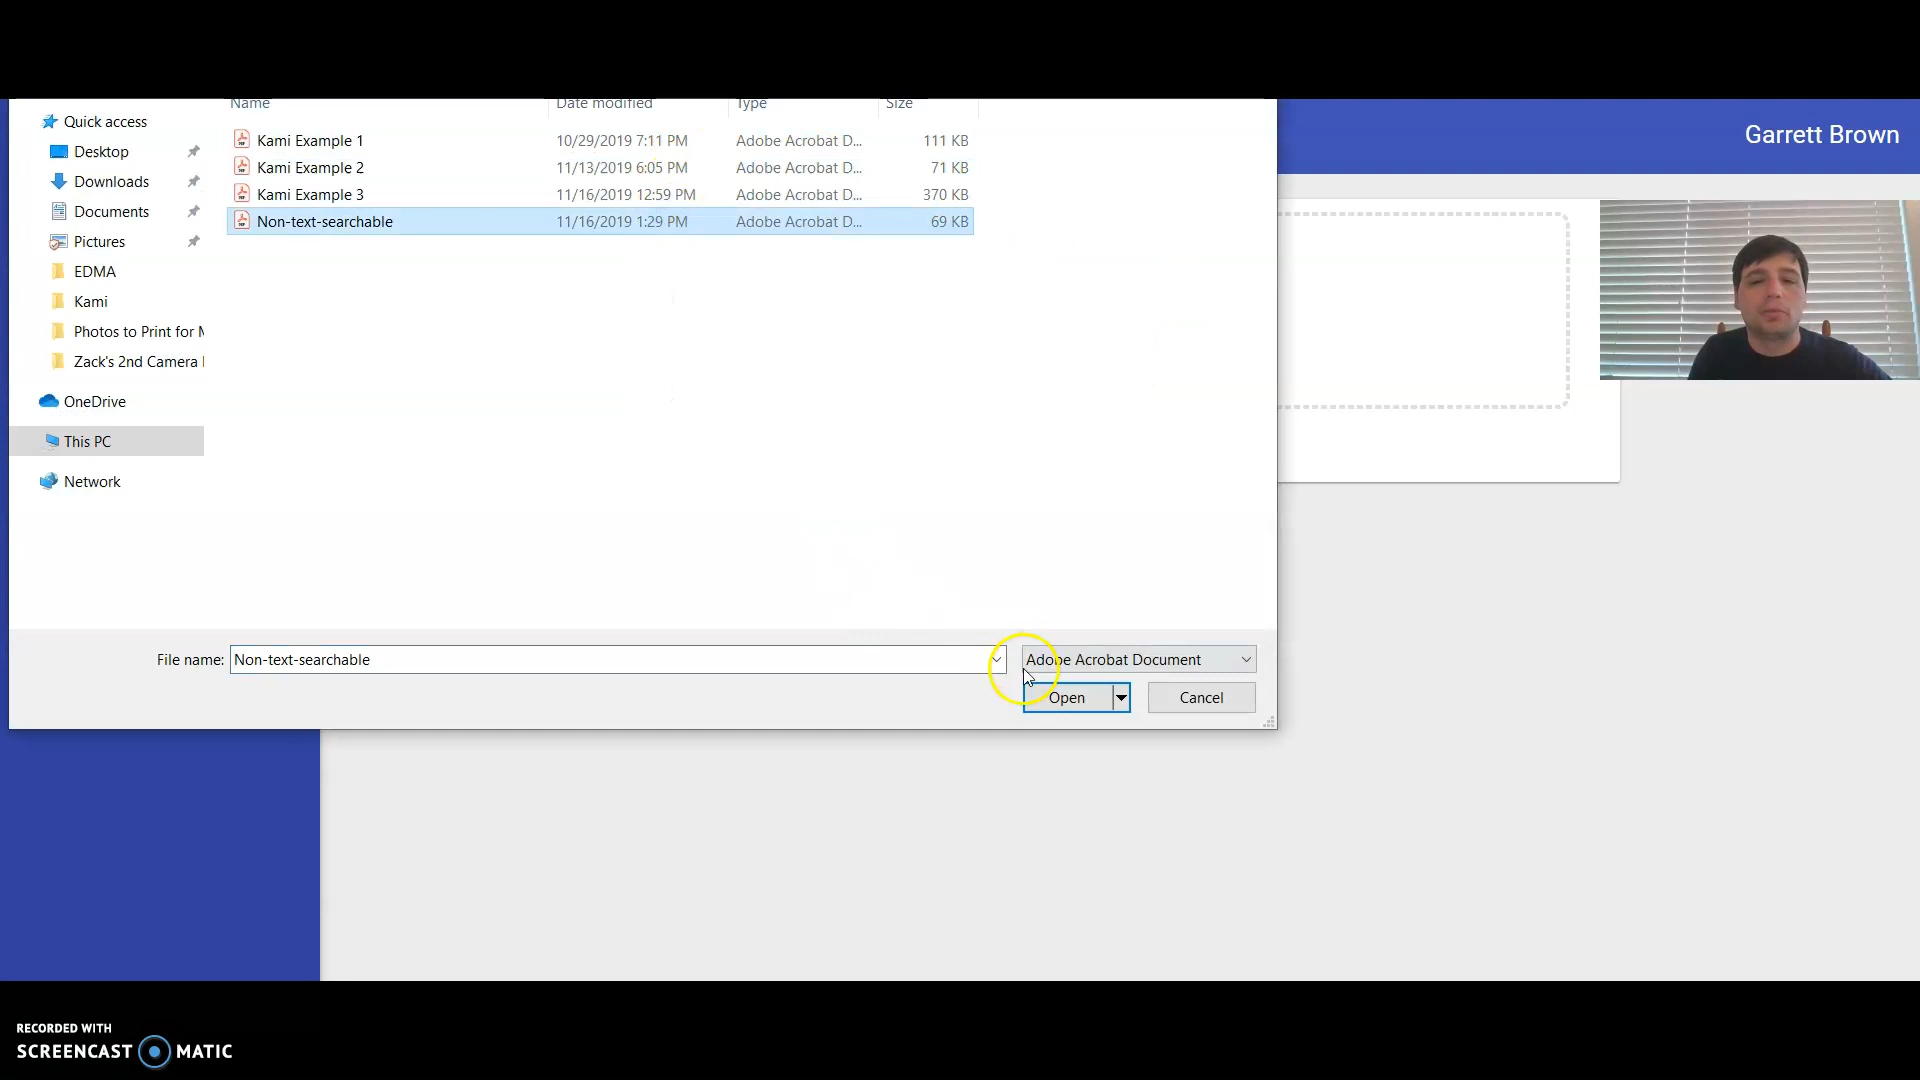 Name Date modified Type Size
Garrett Brown
Quick access
Desktop
Downloads
Documents
Pictures
EDMA
Kami
Photos to Print for M
Zack's 2nd Camera
OneDrive
This PC
Network
Kami Example 1 10/29/2019 7:11 PM Adobe Acrobat D... 111 KB
Kami Example 2 11/13/2019 6:05 PM Adobe Acrobat D... 71 KB
Kami Example 3 11/16/2019 12:59 PM Adobe Acrobat D... 370 KB
Non-text-searchable 11/16/2019 1:29 PM Adobe Acrobat D... 69 KB
File name: Non-text-searchable Adobe Acrobat Document
Open Cancel
RECORDED WITH
SCREENCAST MATIC